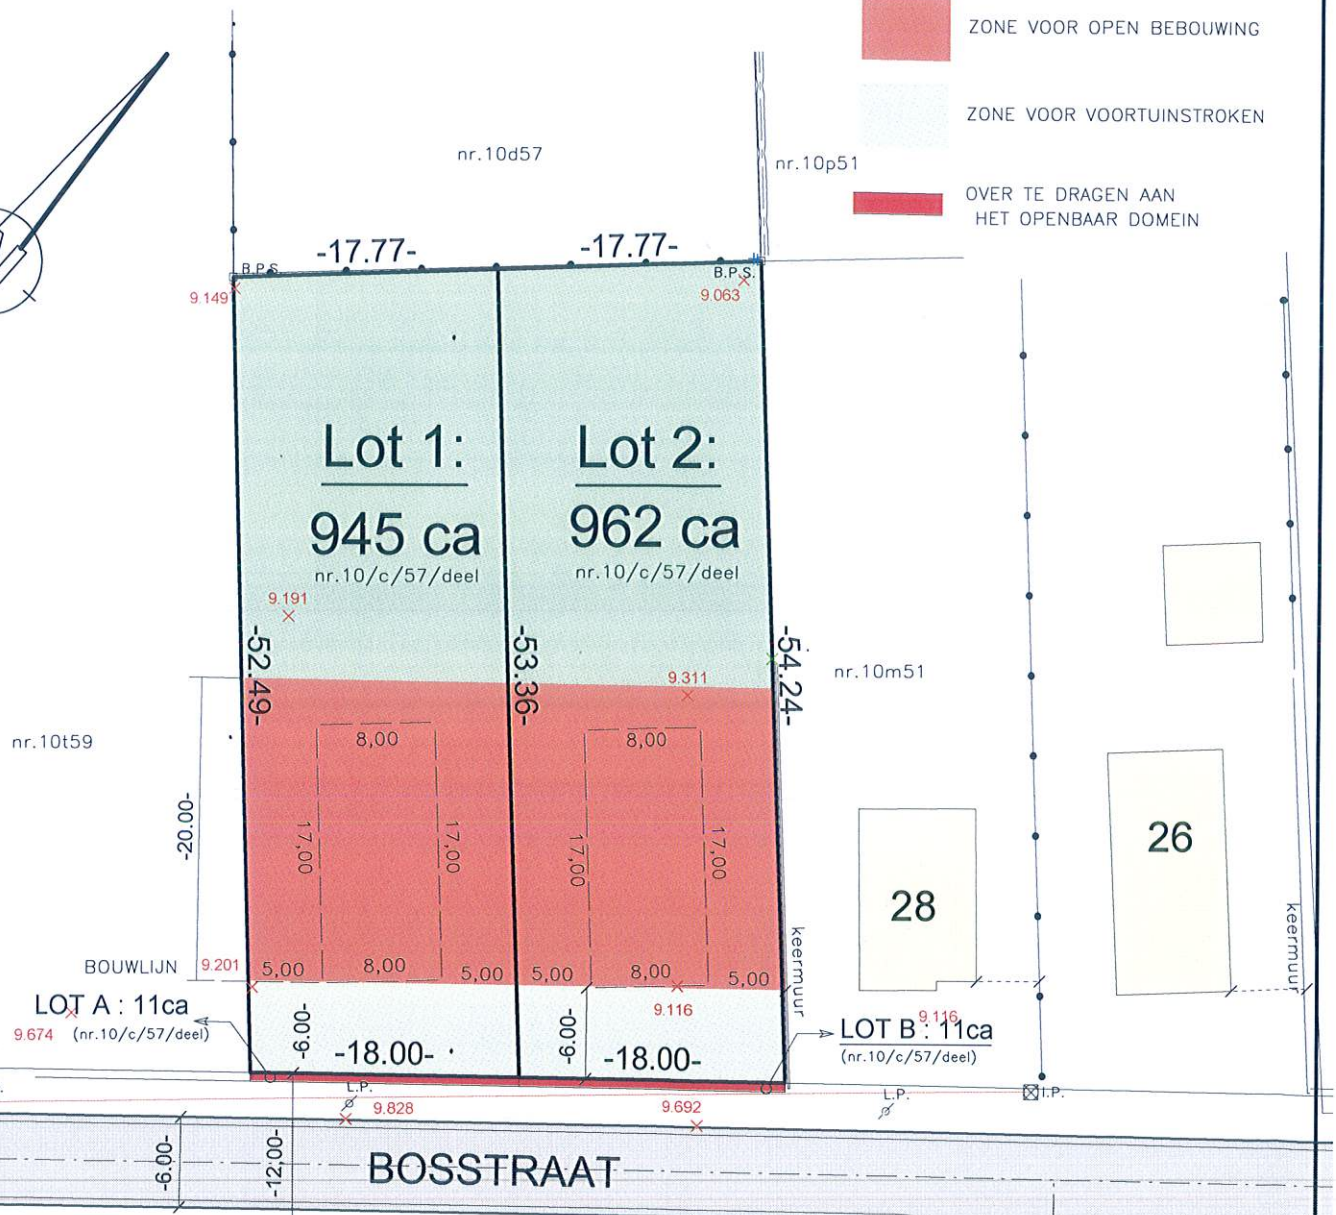 ZONE VOOR OPEN BEBOUWING
ZONE VOOR VOORTUINSTROKEN
OVER TE DRAGEN AAN
HET OPENBAAR DOMEIN
nr.10d57
nr.10p51
-17.77-
-17.77-
B.P.S.
B.P.S.
9.149
9.063
Lot 1:
945 ca
nr.10/c/57/deel
Lot 2:
962 ca
nr.10/c/57/deel
9.191
-52.49-
-53.36-
-54.24-
9.311
nr.10m51
nr.10t59
-20.00-
8,00
8,00
17,00
17,00
17,00
17,00
28
26
keermuur
keermuur
BOUWLIJN
9.201
5,00
8,00
5,00
5,00
8,00
5,00
LOT A : 11ca
(nr.10/c/57/deel)
9.674
9.116
9.116
LOT B : 11ca
(nr.10/c/57/deel)
-6.00-
-18.00-
-6.00-
-18.00-
L.P.
9.828
9.692
L.P.
I.P.
-6.00-
-12.00-
BOSSTRAAT